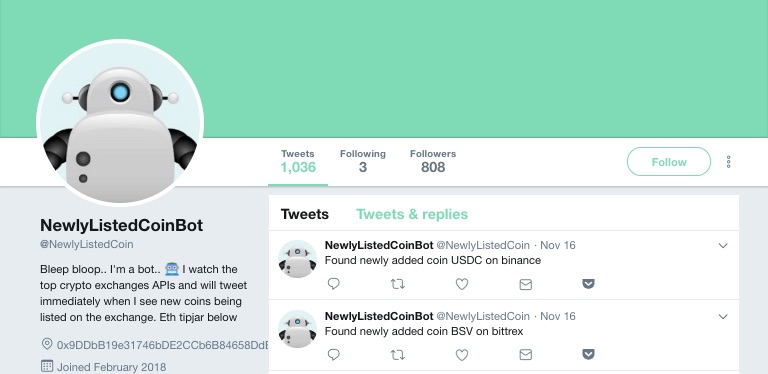 Tweets Following Followers
1,036 3 808
Follow
NewlyListedCoinBot
@NewlyListedCoin
Bleep bloop.. I'm a bot.. 🤖 I watch the
top crypto exchanges APIs and will tweet
immediately when I see new coins being
listed on the exchange. Eth tipjar below
0x9DDbB19e31746bDE2CCb6B84658DdE
Joined February 2018
Tweets Tweets & replies
NewlyListedCoinBot @NewlyListedCoin · Nov 16
Found newly added coin USDC on binance
NewlyListedCoinBot @NewlyListedCoin · Nov 16
Found newly added coin BSV on bittrex